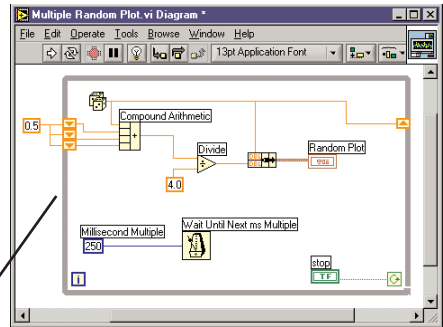 Multiple Random Plot.vi Diagram *
File Edit Operate Tools Browse Window Help
13pt Application Font
Compound Arithmetic
0.5
+
Divide
÷
Random Plot
4.0
Millisecond Multiple
Wait Until Next ms Multiple
250
stop
i
TF